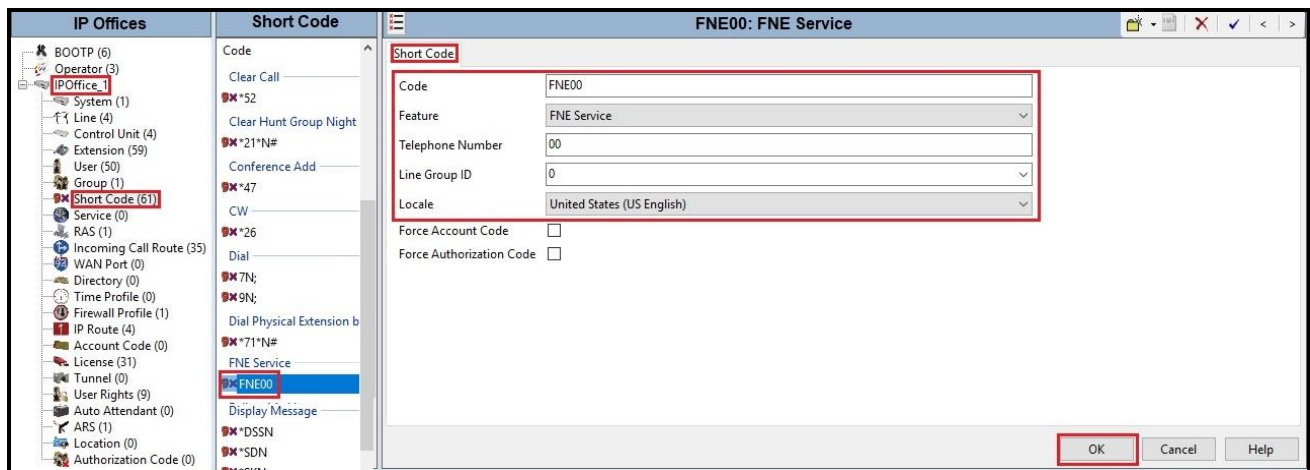 IP Offices
BOOTP (6)
Operator (3)
IPOffice_1
System (1)
Line (4)
Control Unit (4)
Extension (59)
User (50)
Group (1)
Short Code (61)
Service (0)
RAS (1)
Incoming Call Route (35)
WAN Port (0)
Directory (0)
Time Profile (0)
Firewall Profile (1)
IP Route (4)
Account Code (0)
License (31)
Tunnel (0)
User Rights (9)
Auto Attendant (0)
ARS (1)
Location (0)
Authorization Code (0)
Short Code
Code
Clear Call
*52
Clear Hunt Group Night
*21*N#
Conference Add
*47
CW
*26
Dial
7N;
9N;
Dial Physical Extension b
*71*N#
FNE Service
FNE00
Display Message
*DSSN
*SDN
FNE00: FNE Service
Short Code
Code FNE00
Feature FNE Service
Telephone Number 00
Line Group ID 0
Locale United States (US English)
Force Account Code
Force Authorization Code
OK Cancel Help